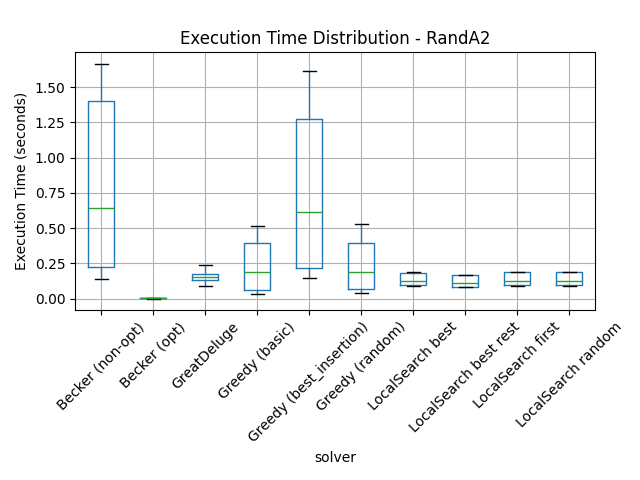 Execution Time Distribution - RandA2
Execution Time (seconds)
1.50
1.25
1.00
0.75
0.50
0.25
0.00
Becker (non-opt)
Becker (opt)
GreatDeluge
Greedy (basic)
Greedy (best_insertion)
Greedy (random)
LocalSearch best
LocalSearch best rest
LocalSearch first
LocalSearch random
solver